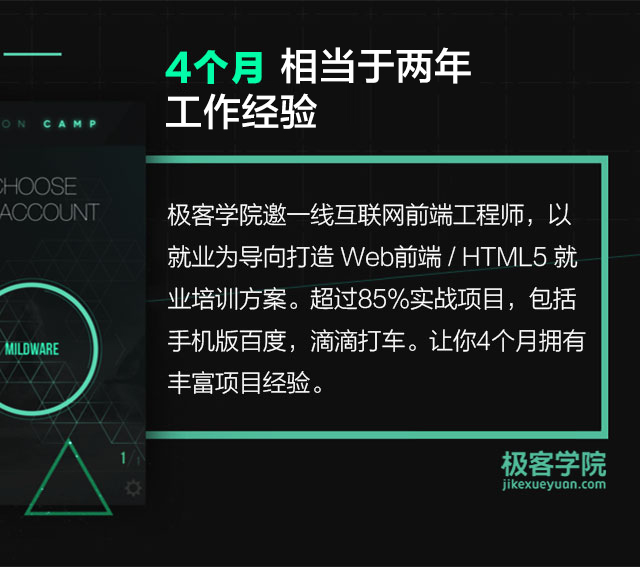 4个月 相当于两年
工作经验
ON CAMP
CHOOSE
ACCOUNT
MILDWARE
1/1
极客学院邀一线互联网前端工程师，以
就业为导向打造 Web前端 / HTML5 就
业培训方案。超过85%实战项目，包括
手机版百度，滴滴打车。让你4个月拥有
丰富项目经验。
极客学院
jikexueyuan.com